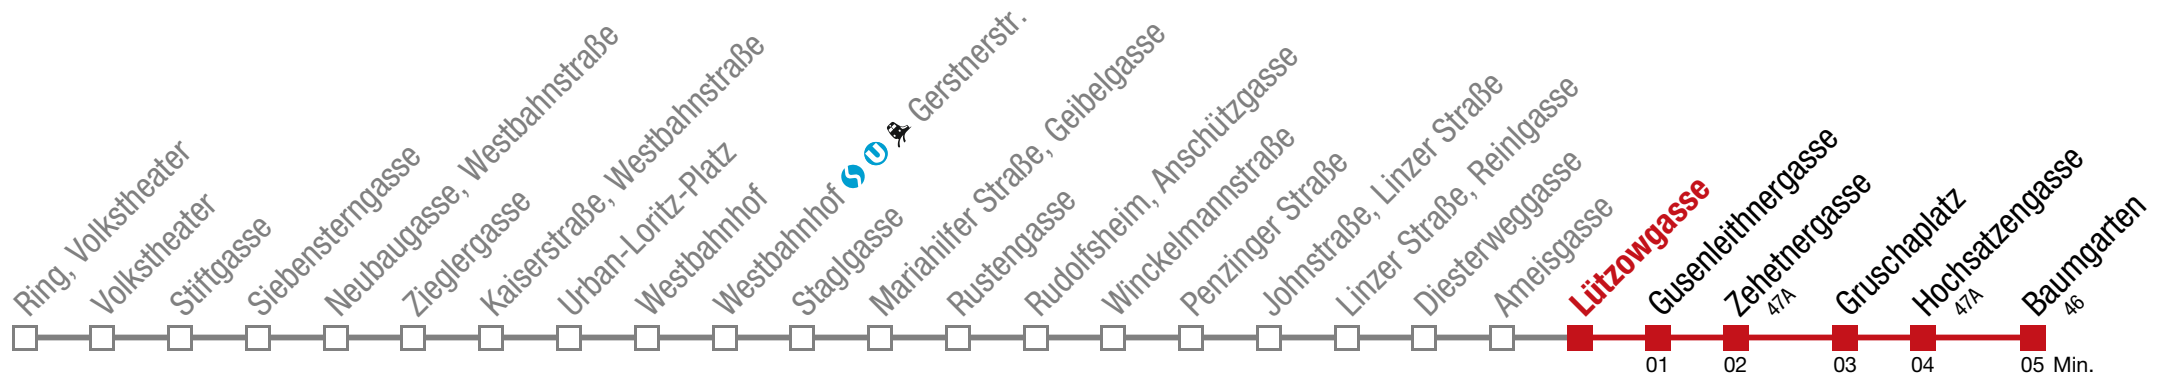 Ring, Volkstheater
Volkstheater
Stiftgasse
Siebensterngasse
Neubaugasse, Westbahnstraße
Zieglergasse
Kaiserstraße, Westbahnstraße
Urban-Loritz-Platz
Westbahnhof
Westbahnhof S U Gerstnerstr.
Staglgasse
Mariahilfer Straße, Geibelgasse
Rustengasse
Rudolfsheim, Anschützgasse
Winckelmannstraße
Penzinger Straße
Johnstraße, Linzer Straße
Linzer Straße, Reinlgasse
Diesterweggasse
Ameisgasse
Lützowgasse
Gusenleithnergasse
Zehetnergasse
47A
Gruschaplatz
Hochsatzengasse
47A
Baumgarten
46
01 02 03 04 05 Min.